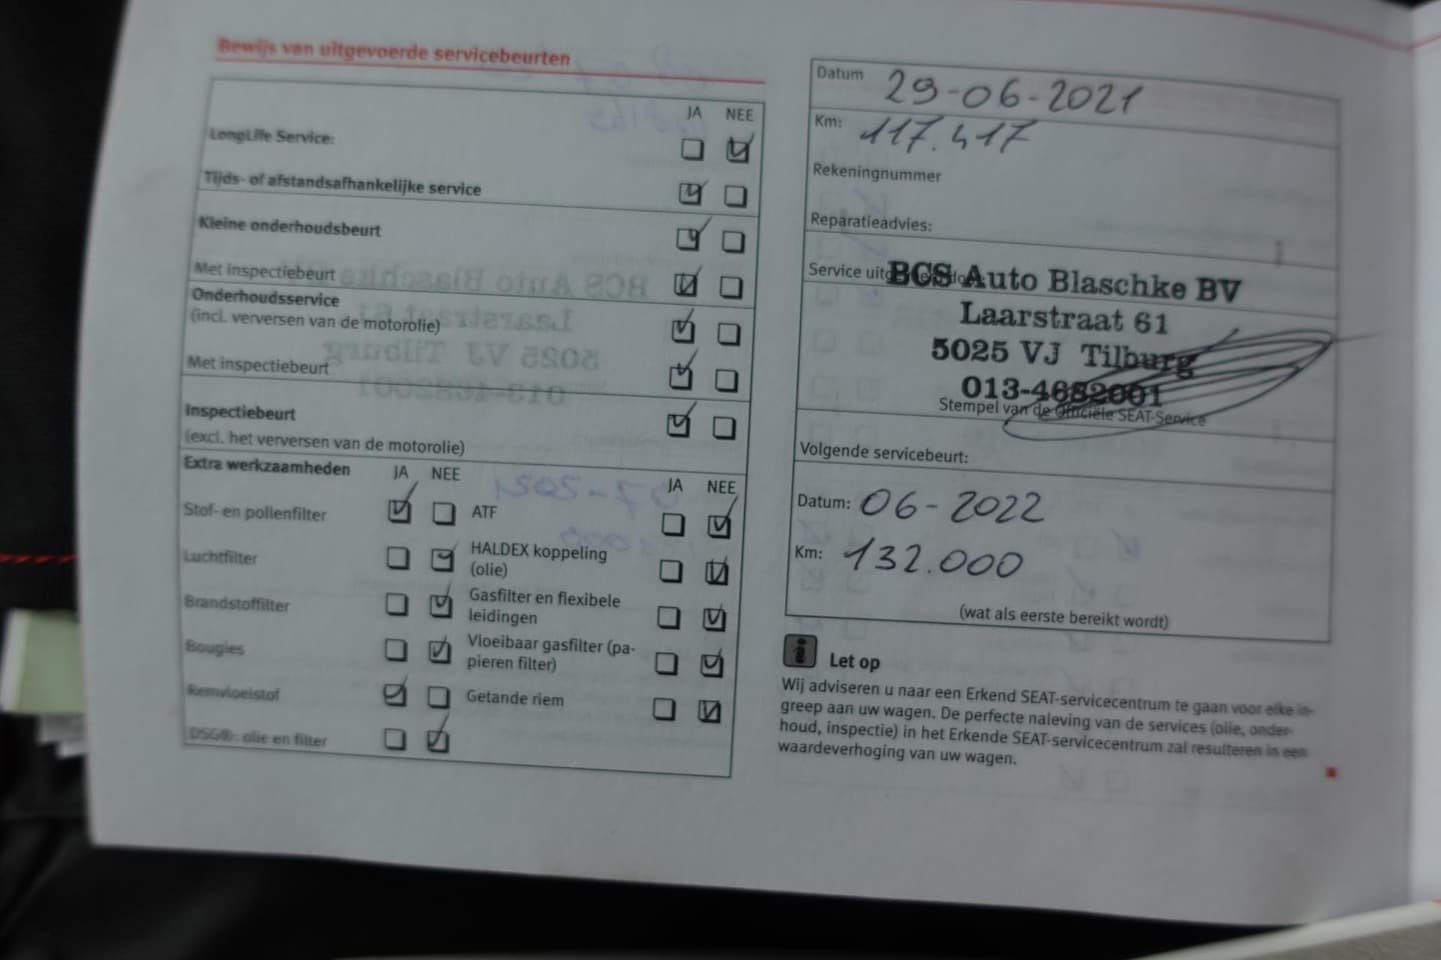 Bewijs van uitgevoerde servicebeurten
JA NEE
LongLife Service:
Tijds- of afstandsafhankelijke service
Kleine onderhoudsbeurt
Met inspectiebeurt
Onderhoudsservice
(incl. verversen van de motorolie)
Met inspectiebeurt
Inspectiebeurt
(excl. het verversen van de motorolie)
Extra werkzaamheden JA NEE JA NEE
Stof- en pollenfilter
Luchtfilter
Brandstoffilter
Bougies
Remvloeistof
DSG®- olie en filter
ATF
HALDEX koppeling
(olie)
Gasfilter en flexibele
leidingen
Vloeibaar gasfilter (pa-
pieren filter)
Getande riem
Datum 29-06-2021
Km: 117.417
Rekeningnummer
Reparatieadvies:
Service uitg
BCS Auto Blaschke BV
Laarstraat 61
5025 VJ Tilburg
013-4682001
Stempel van de Officiële SEAT-Service
Volgende servicebeurt:
Datum: 06-2022
Km: 132.000
(wat als eerste bereikt wordt)
Let op
Wij adviseren u naar een Erkend SEAT-servicecentrum te gaan voor elke in-
greep aan uw wagen. De perfecte naleving van de services (olie, onder-
houd, inspectie) in het Erkende SEAT-servicecentrum zal resulteren in een
waardeverhoging van uw wagen.